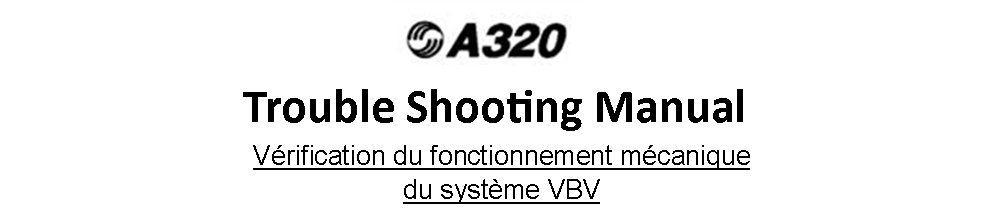 A320
Trouble Shooting Manual
Vérification du fonctionnement mécanique
du système VBV